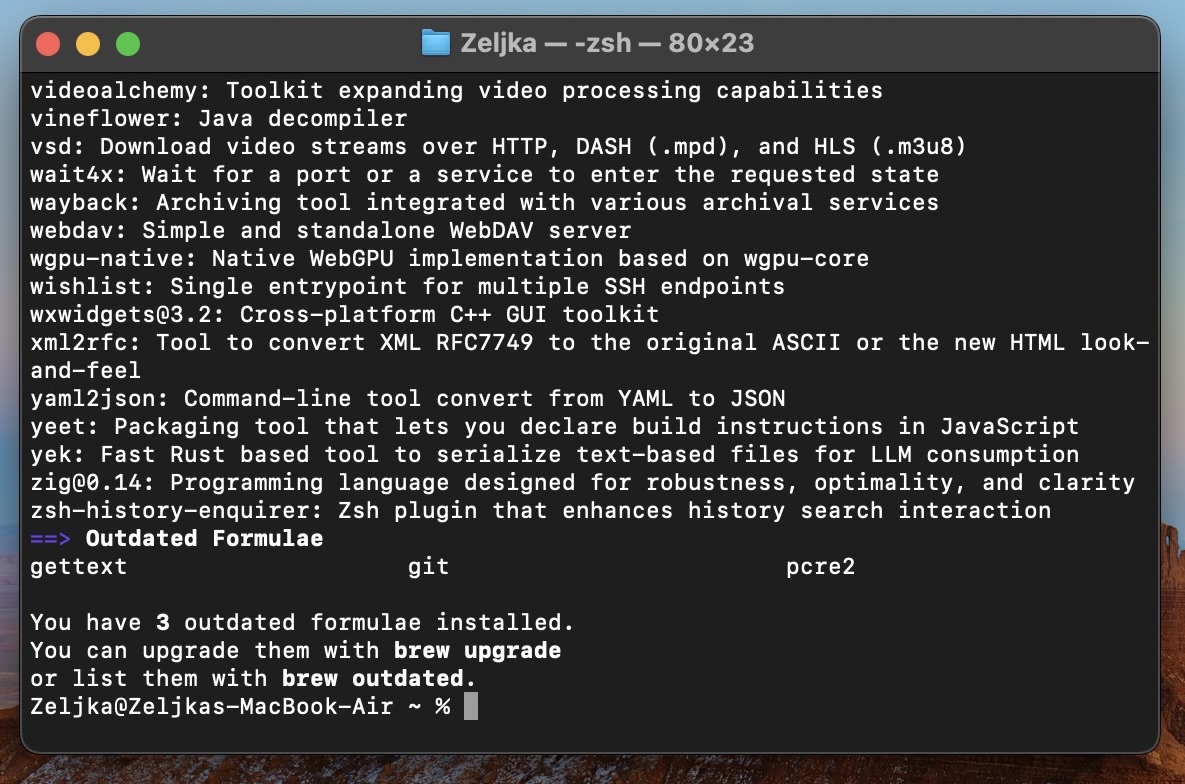 Zeljka — -zsh — 80×23
videoalchemy: Toolkit expanding video processing capabilities
vineflower: Java decompiler
vsd: Download video streams over HTTP, DASH (.mpd), and HLS (.m3u8)
wait4x: Wait for a port or a service to enter the requested state
wayback: Archiving tool integrated with various archival services
webdav: Simple and standalone WebDAV server
wgpu-native: Native WebGPU implementation based on wgpu-core
wishlist: Single entrypoint for multiple SSH endpoints
wxwidgets@3.2: Cross-platform C++ GUI toolkit
xml2rfc: Tool to convert XML RFC7749 to the original ASCII or the new HTML look-
and-feel
yaml2json: Command-line tool convert from YAML to JSON
yeet: Packaging tool that lets you declare build instructions in JavaScript
yek: Fast Rust based tool to serialize text-based files for LLM consumption
zig@0.14: Programming language designed for robustness, optimality, and clarity
zsh-history-enquirer: Zsh plugin that enhances history search interaction
==> Outdated Formulae
gettext git pcre2
You have 3 outdated formulae installed.
You can upgrade them with brew upgrade
or list them with brew outdated.
Zeljka@Zeljkas-MacBook-Air ~ %